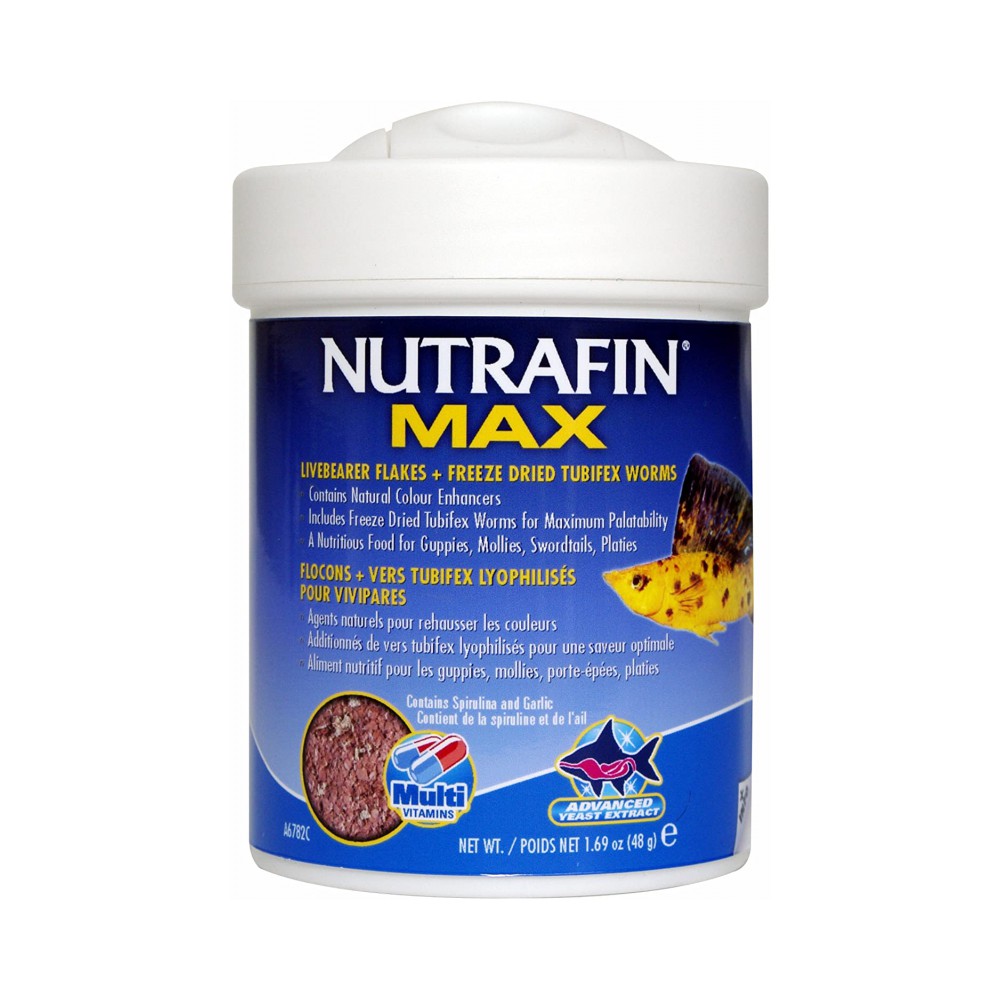 NUTRAFIN®
MAX
LIVEBEARER FLAKES + FREEZE DRIED TUBIFEX WORMS
Contains Natural Colour Enhancers
Includes Freeze Dried Tubifex Worms for Maximum Palatability
A Nutritious Food for Guppies, Mollies, Swordtails, Platies
FLOCONS + VERS TUBIFEX LYOPHILISÉS
POUR VIVIPARES
Agents naturels pour rehausser les couleurs
Additionnés de vers tubifex lyophilisés pour une saveur optimale
Aliment nutritif pour les guppies, mollies, porte-épées, platies
Contains Spirulina and Garlic
Contient de la spiruline et de l'ail
Multi
VITAMINS
ADVANCED
YEAST EXTRACT
A6782C
NET WT. / POIDS NET 1.69 oz (48 g) e